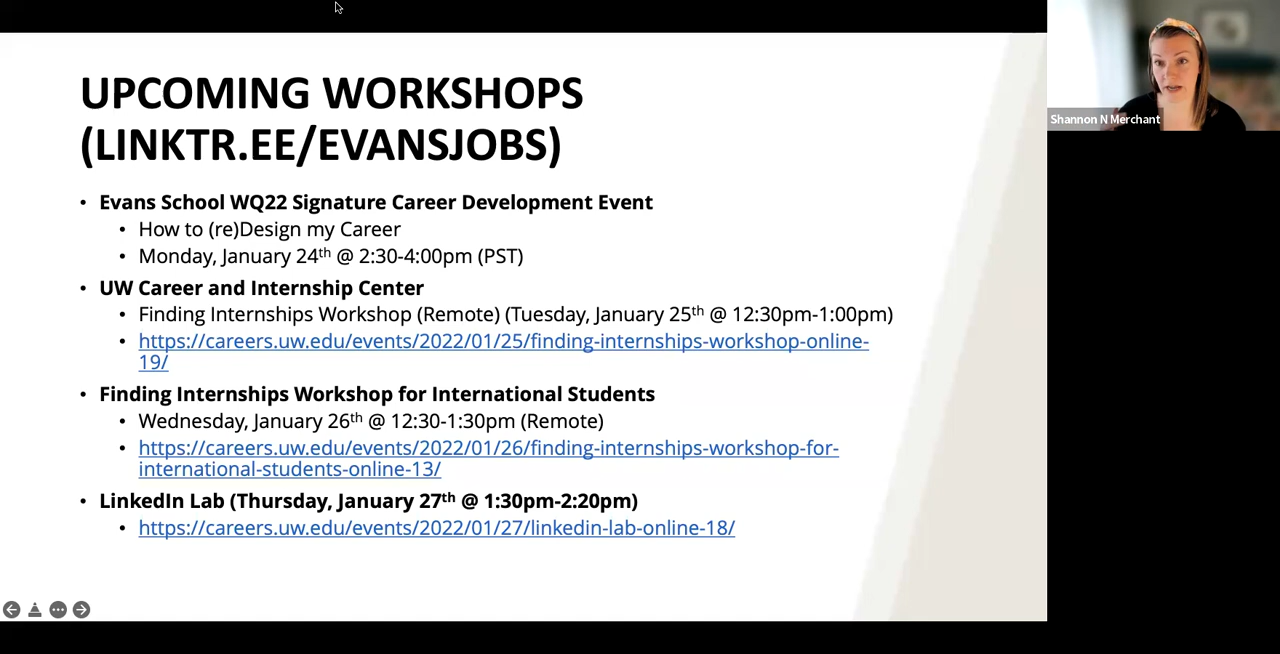 UPCOMING WORKSHOPS
(LINKTR.EE/EVANSJOBS)
• Evans School WQ22 Signature Career Development Event
• How to (re)Design my Career
• Monday, January 24th @ 2:30-4:00pm (PST)
• UW Career and Internship Center
• Finding Internships Workshop (Remote) (Tuesday, January 25th @ 12:30pm-1:00pm)
• https://careers.uw.edu/events/2022/01/25/finding-internships-workshop-online-
19/
• Finding Internships Workshop for International Students
• Wednesday, January 26th @ 12:30-1:30pm (Remote)
• https://careers.uw.edu/events/2022/01/26/finding-internships-workshop-for-
international-students-online-13/
• LinkedIn Lab (Thursday, January 27th @ 1:30pm-2:20pm)
• https://careers.uw.edu/events/2022/01/27/linkedin-lab-online-18/
Shannon N Merchant